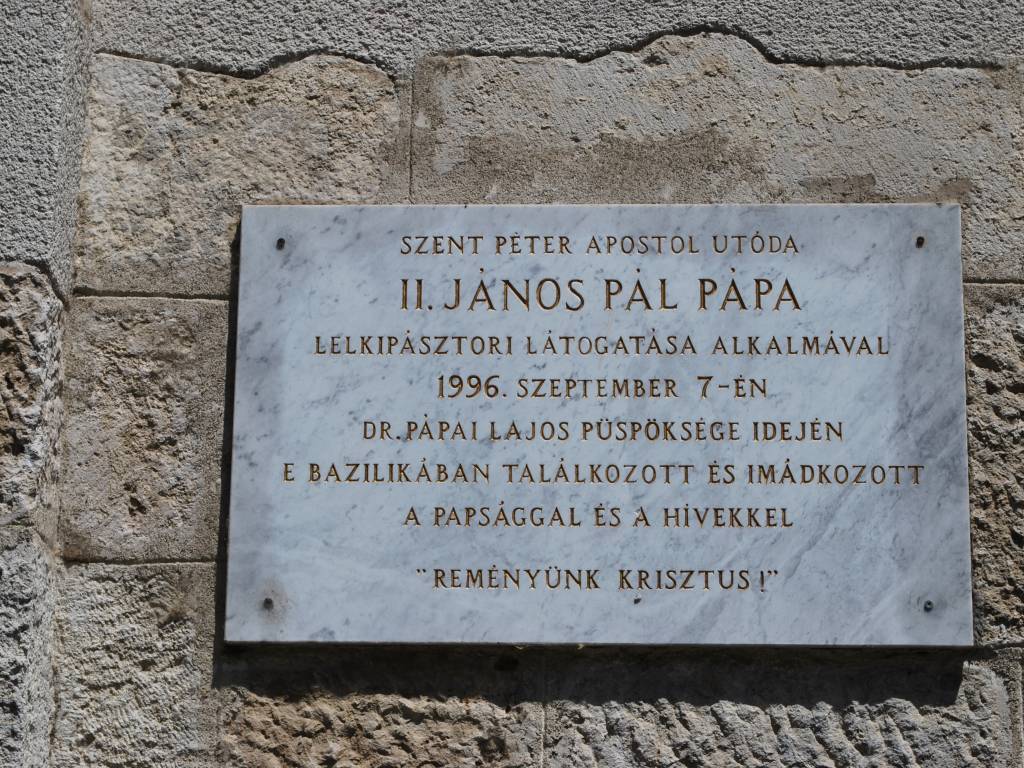 SZENT PÉTER APOSTOL UTÓDA
II. JÁNOS PÁL PÁPA
LELKIPÁSZTORI LÁTOGATÁSA ALKALMÁVAL
1996. SZEPTEMBER 7-ÉN
DR. PÁPAI LAJOS PÜSPÖKSÉGE IDEJÉN
E BAZILIKÁBAN TALÁLKOZOTT ÉS IMÁDKOZOTT
A PAPSÁGGAL ÉS A HÍVEKKEL
"REMÉNYÜNK KRISZTUS!"